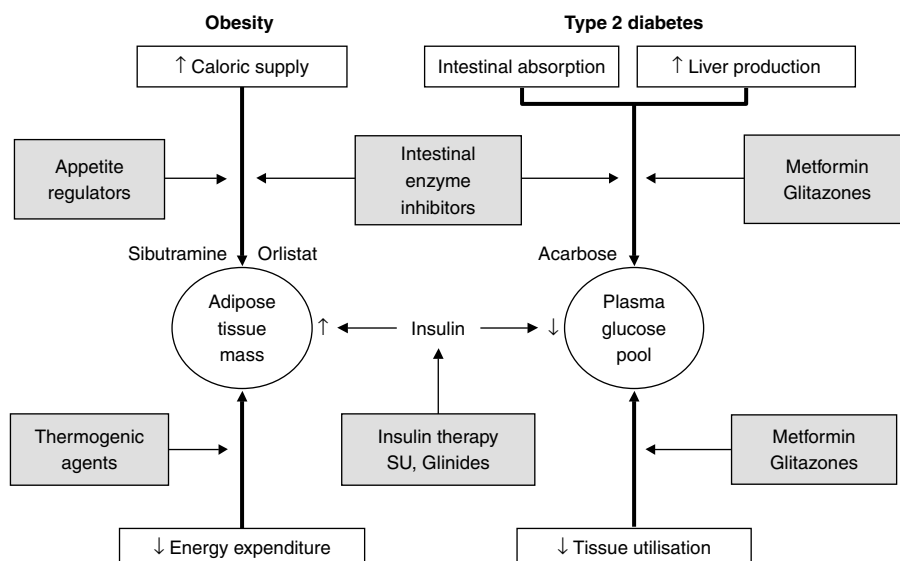 Obesity
Type 2 diabetes
↑ Caloric supply
Intestinal absorption
↑ Liver production
Appetite
regulators
Intestinal
enzyme
inhibitors
Metformin
Glitazones
Sibutramine
Orlistat
Acarbose
Adipose
tissue
mass
↑
Insulin
↓
Plasma
glucose
pool
Thermogenic
agents
Insulin therapy
SU, Glinides
Metformin
Glitazones
↓ Energy expenditure
↓ Tissue utilisation